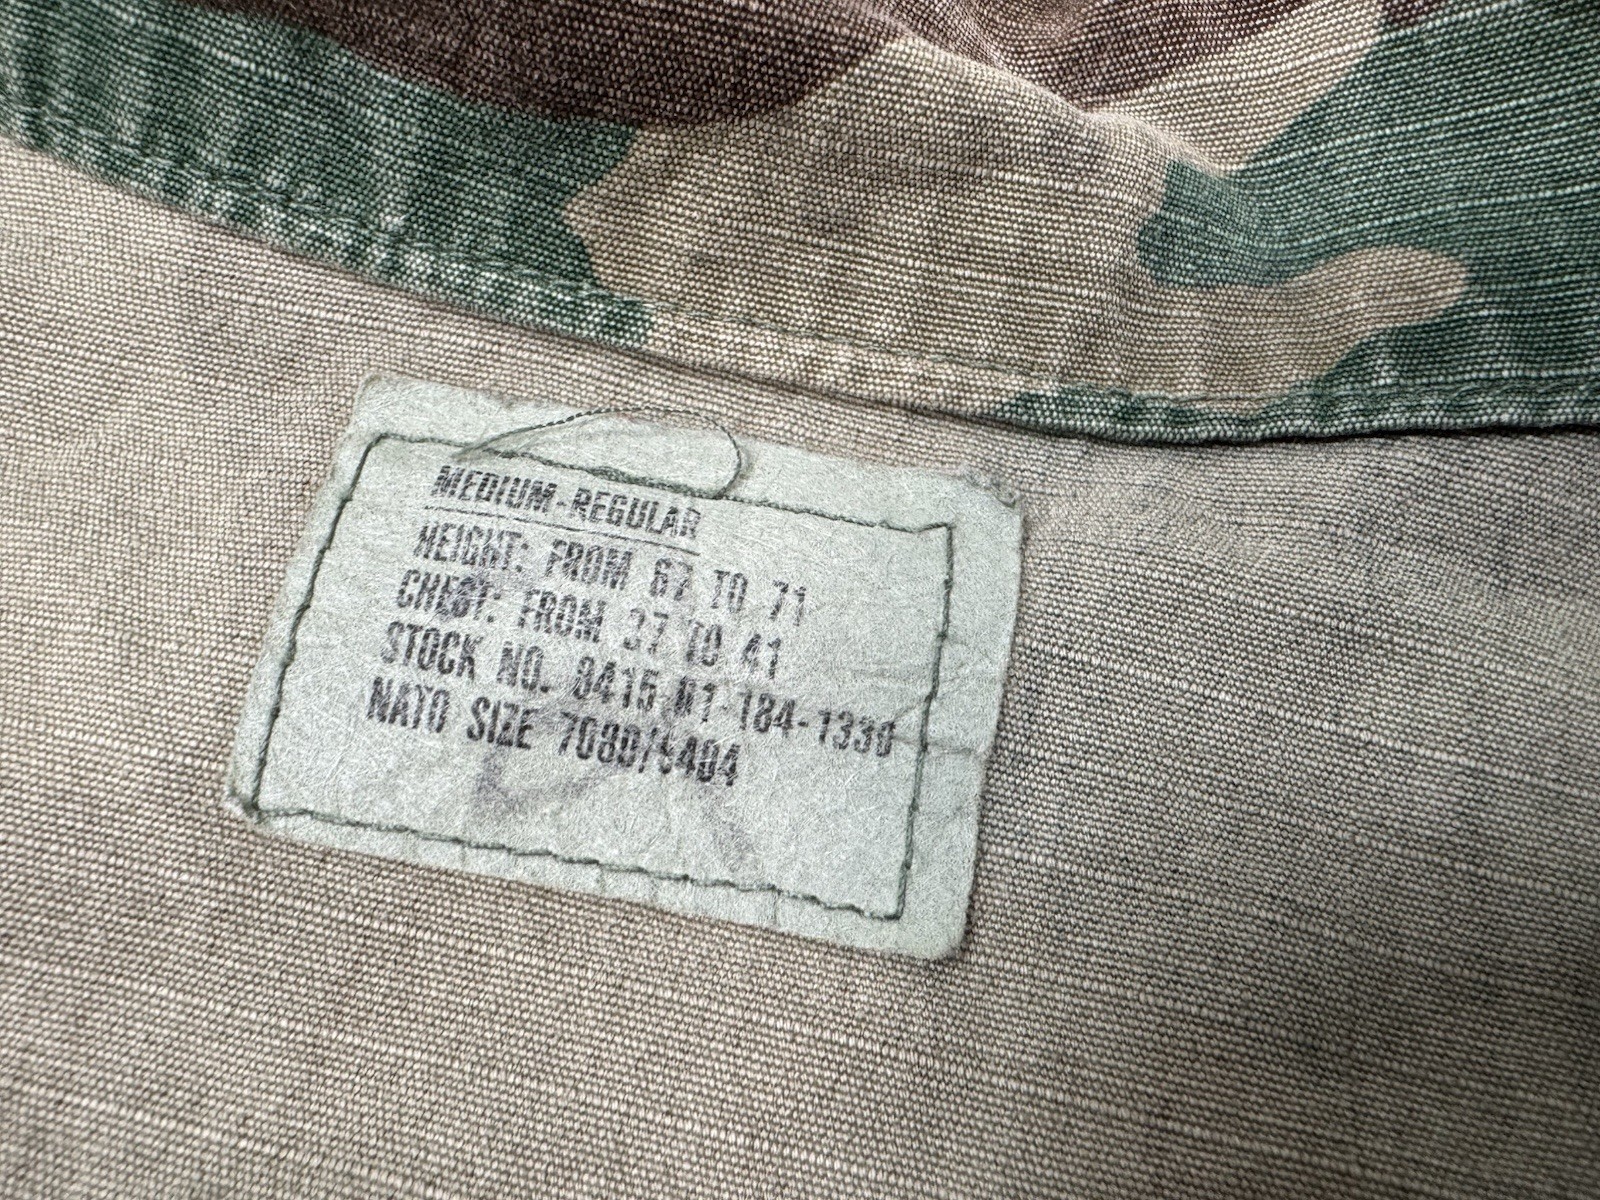 MEDIUM-REGULAR
HEIGHT: FROM 67 TO 71
CHEST: FROM 37 TO 41
STOCK NO. 8415-01-184-1330
NATO SIZE 7080/9404